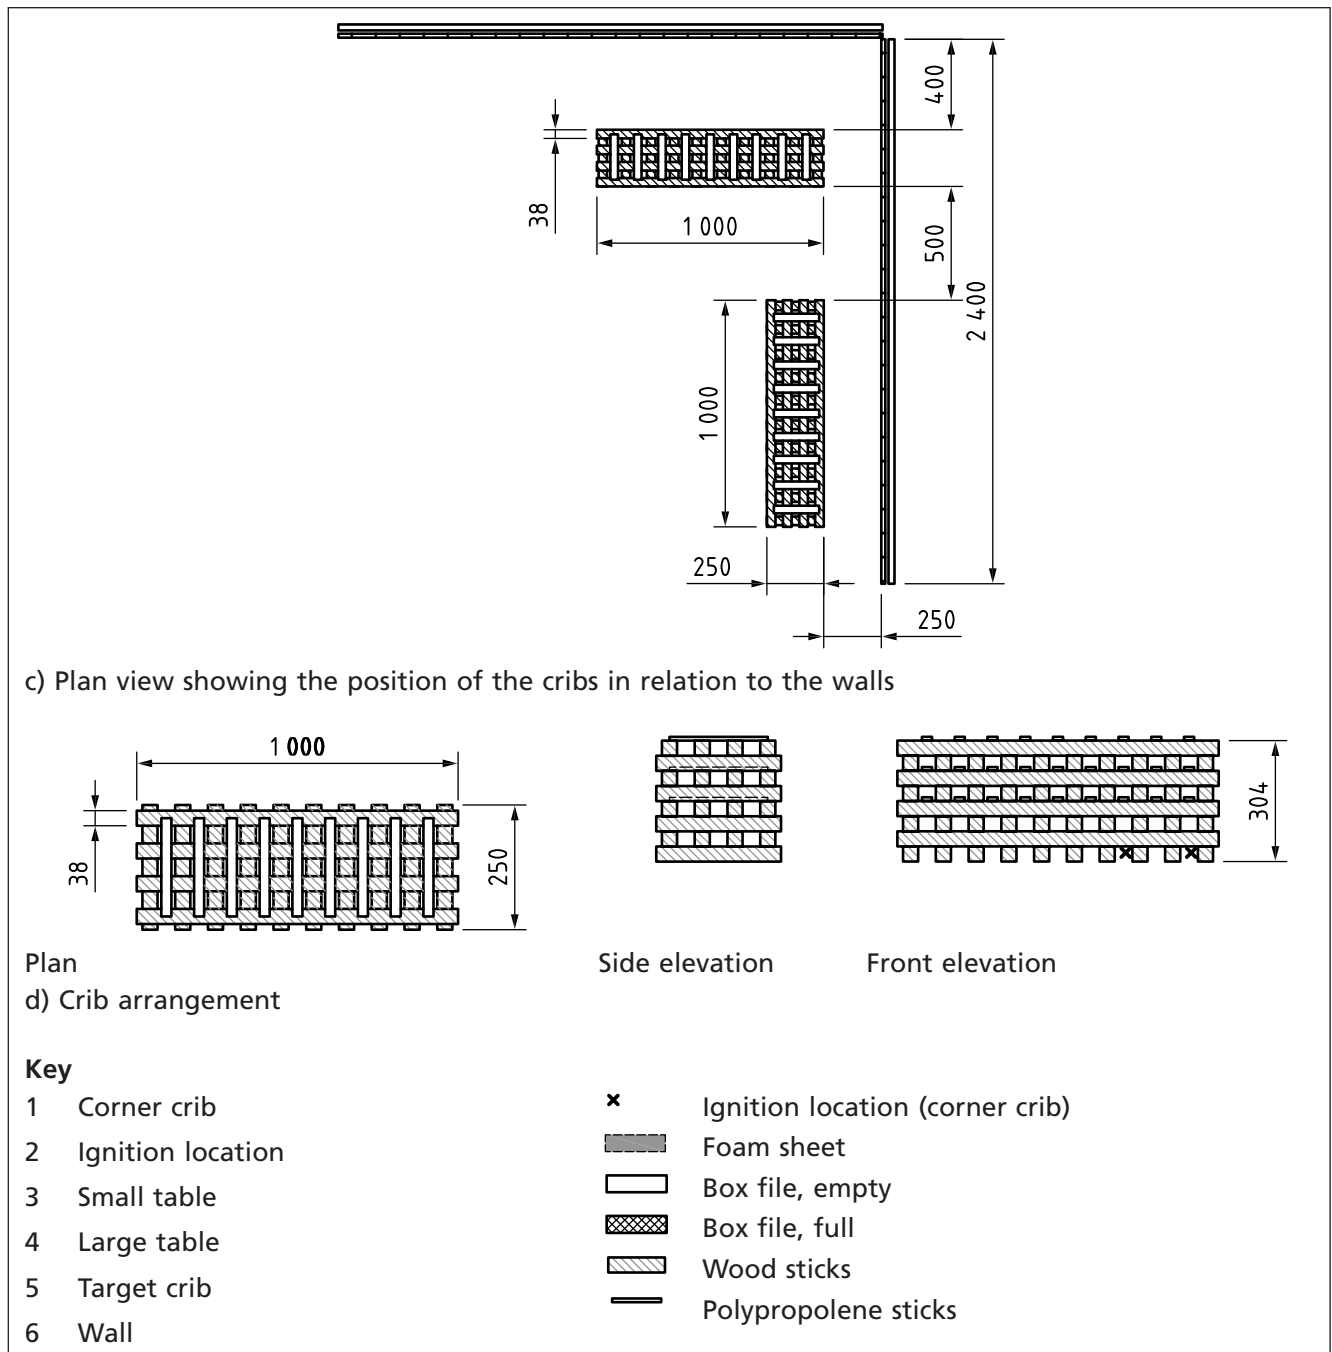 400
38
1 000
500
2 400
1 000
250
250
c) Plan view showing the position of the cribs in relation to the walls
1 000
38
250
304
Plan
Side elevation
Front elevation
d) Crib arrangement
Key
1 Corner crib
2 Ignition location
3 Small table
4 Large table
5 Target crib
6 Wall
Ignition location (corner crib)
Foam sheet
Box file, empty
Box file, full
Wood sticks
Polypropolene sticks